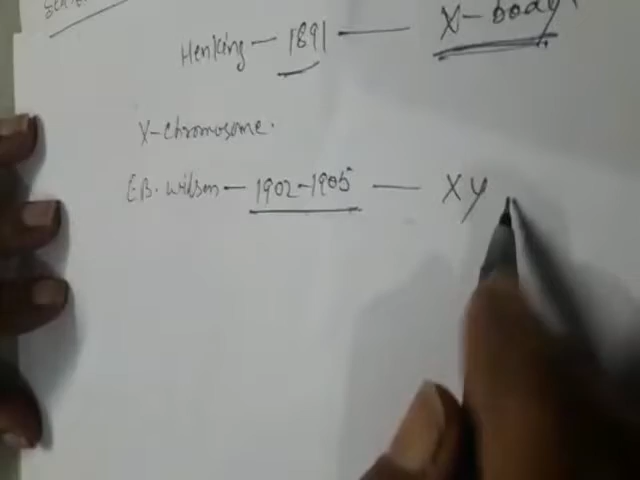 Henking — 1891 — X-body
X-chromosome.
E.B. Wilson — 1902-1905 — XY